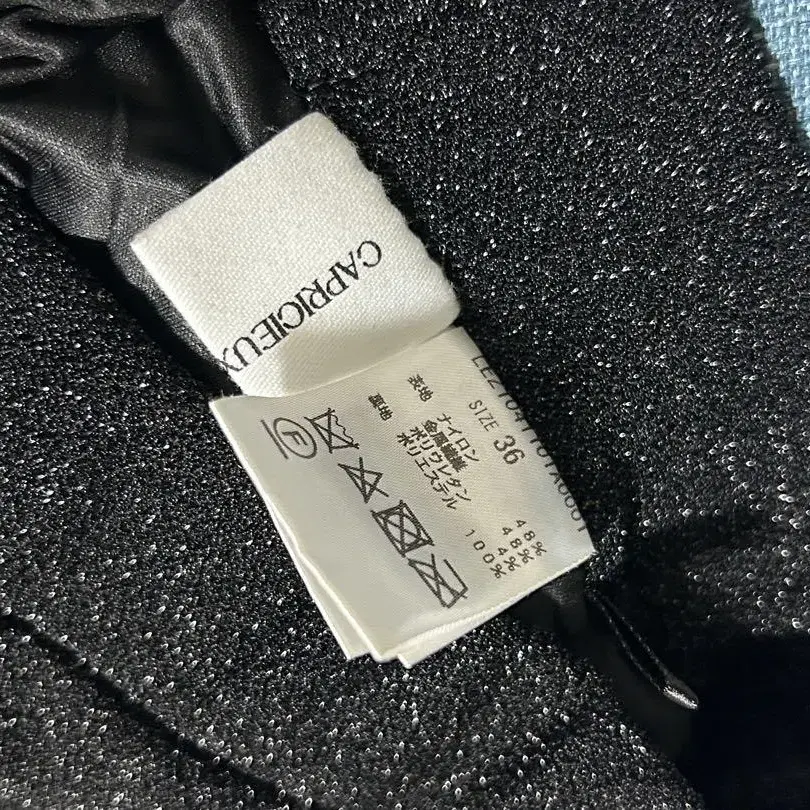 CAPRICIEUX
SIZE 36
表地 ナイロン 48%
金属繊維 48%
ポリウレタン 4%
裏地 ポリエステル 100%
F